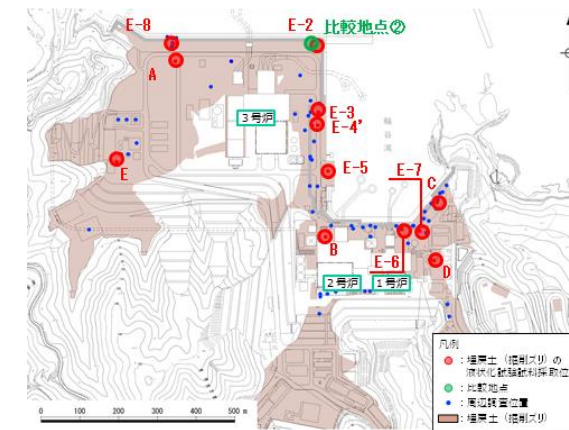 E-8
E-2
比較地点②
A
E-3
3号炉
E-4’
輪谷湾
E-5
E
E-7
C
B
E-6
D
2号炉
1号炉
凡例
：埋戻土（掘削ズリ）の
液状化試験試料採取位
：比較地点
：周辺調査位置
：埋戻土（掘削ズリ）
0 100 200 300 400 500 m